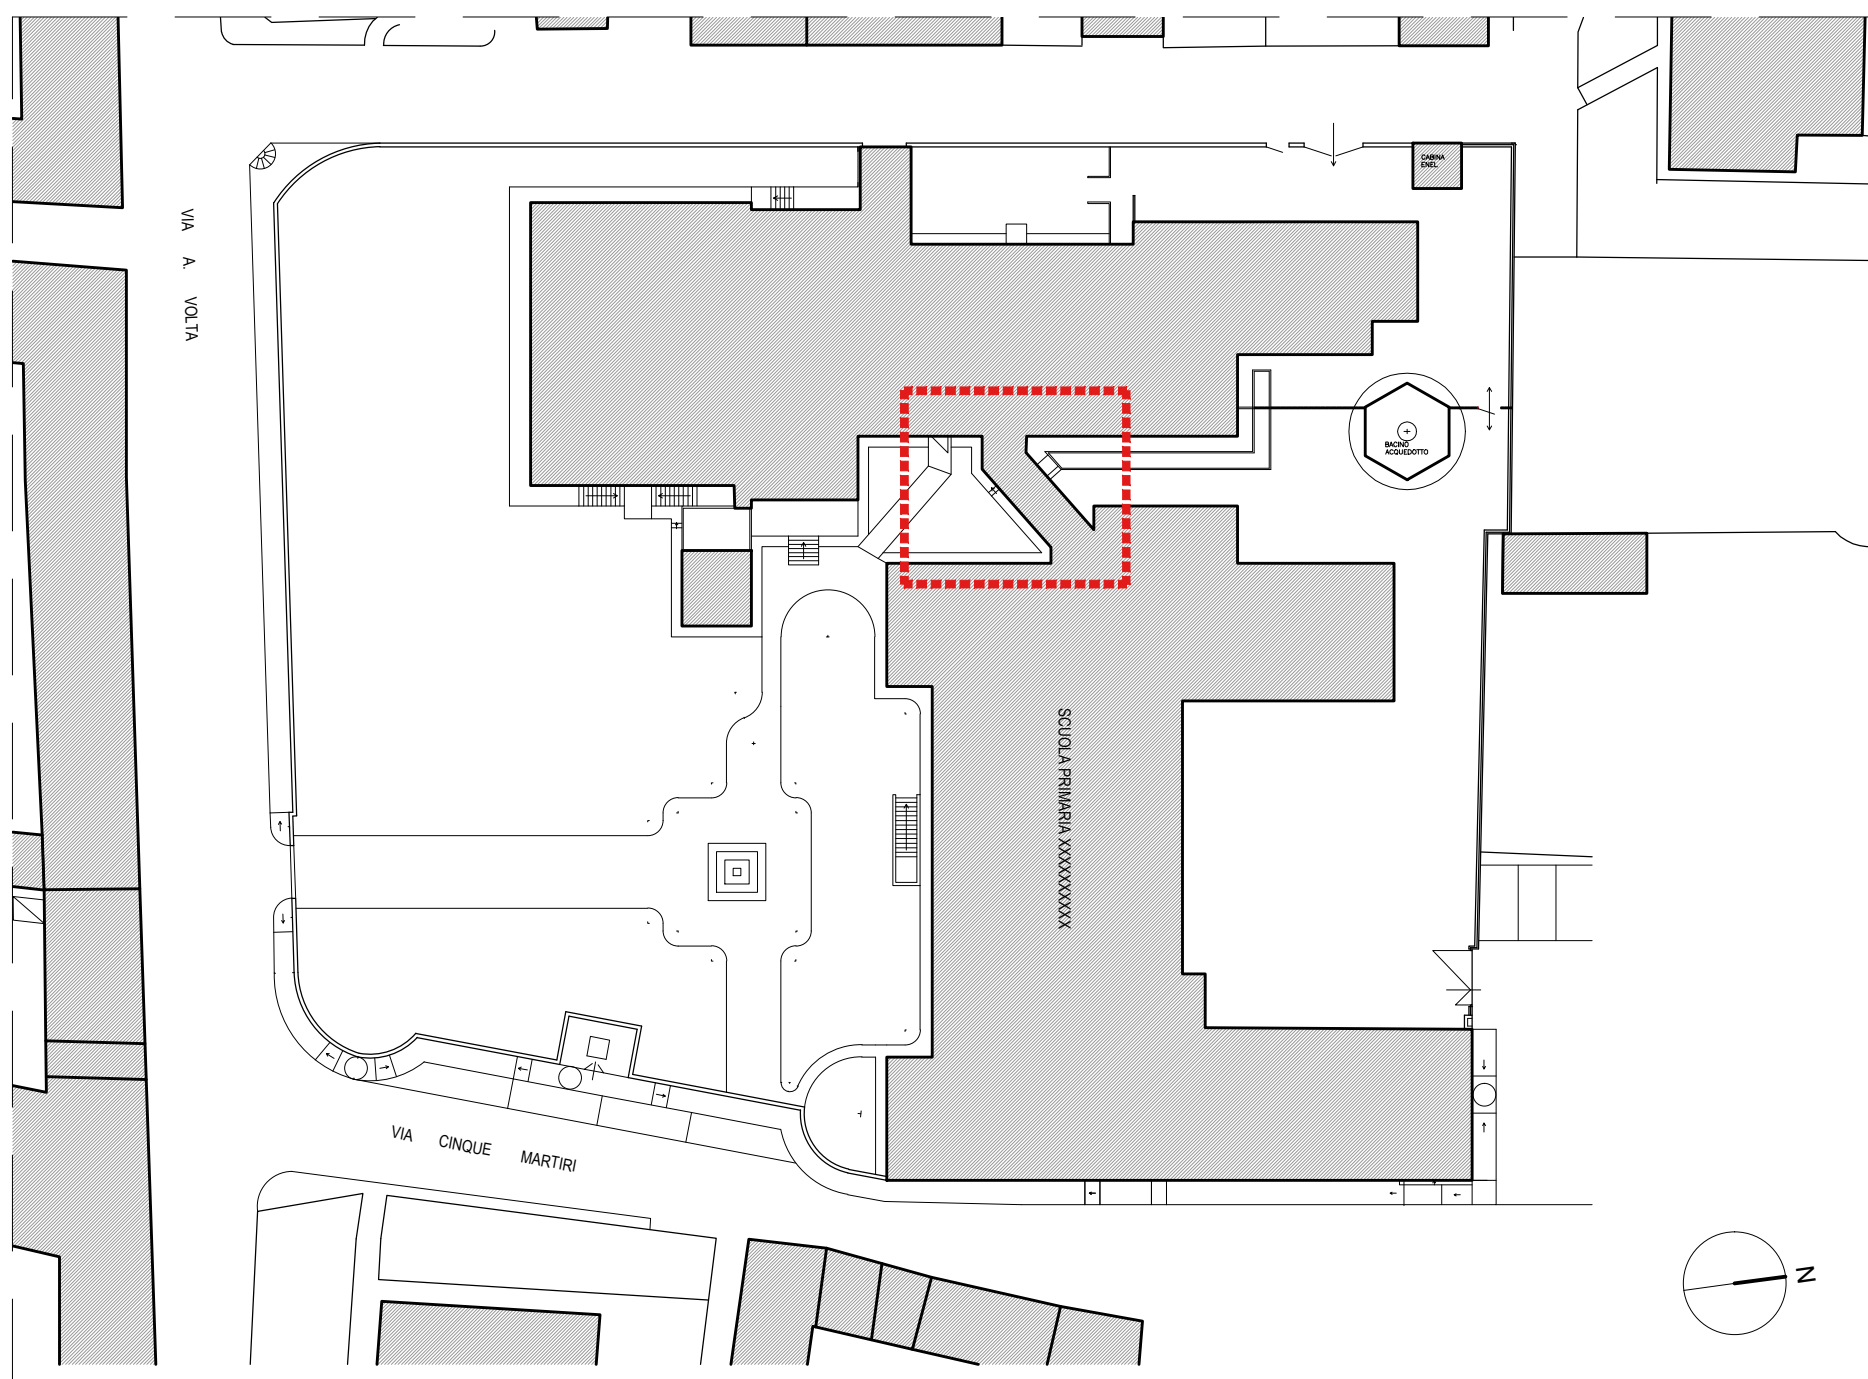 CABINA
ENEL
VIA A. VOLTA
BACINO
ACQUEDOTTO
SCUOLA PRIMARIA XXXXXXXXXX
VIA CINQUE MARTIRI
N